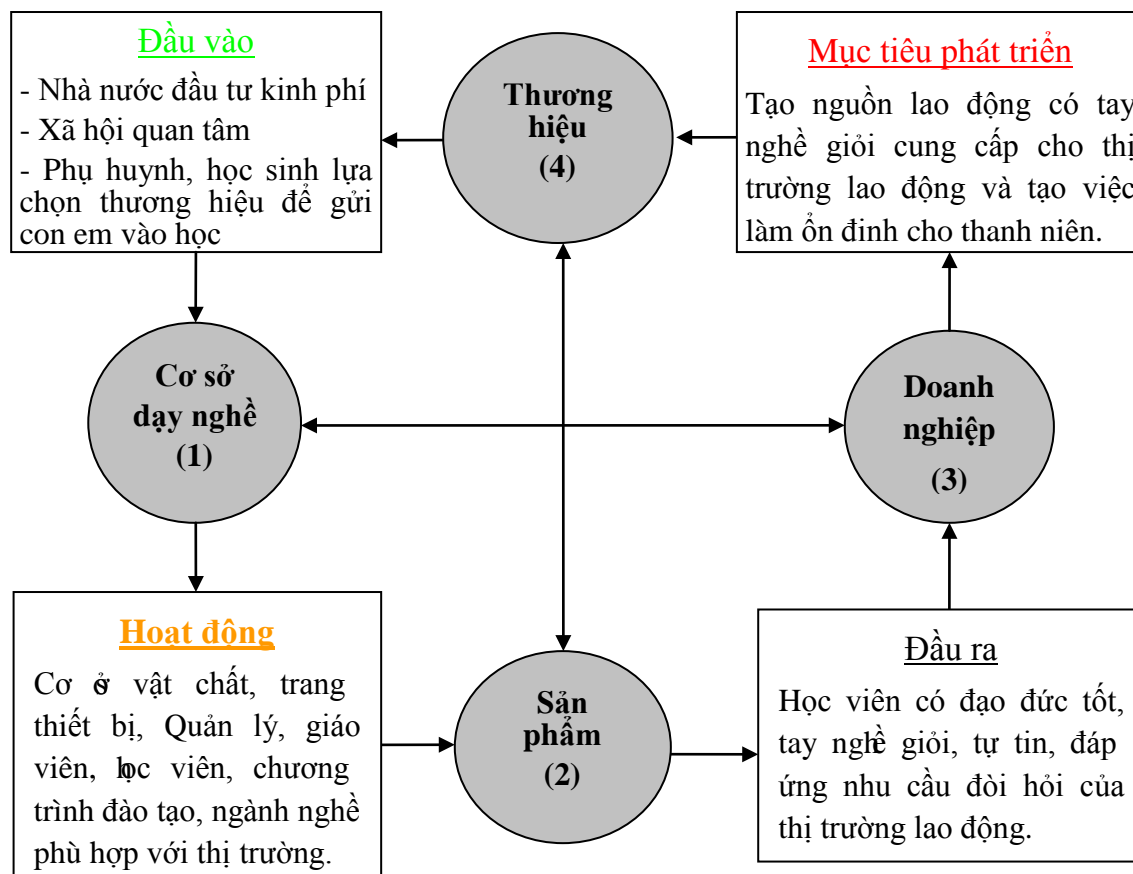 Đầu vào
- Nhà nước đầu tư kinh phí
- Xã hội quan tâm
- Phụ huynh, học sinh lựa
chọn thương hiệu để gửi
con em vào học
Thương
hiệu
(4)
Mục tiêu phát triển
Tạo nguồn lao động có tay
nghề giỏi cung cấp cho thị
trường lao động và tạo việc
làm ổn đinh cho thanh niên.
Cơ sở
dạy nghề
(1)
Doanh
nghiệp
(3)
Hoạt động
Cơ sở vật chất, trang
thiết bị, Quản lý, giáo
viên, học viên, chương
trình đào tạo, ngành nghề
phù hợp với thị trường.
Sản
phẩm
(2)
Đầu ra
Học viên có đạo đức tốt,
tay nghề giỏi, tự tin, đáp
ứng nhu cầu đòi hỏi của
thị trường lao động.